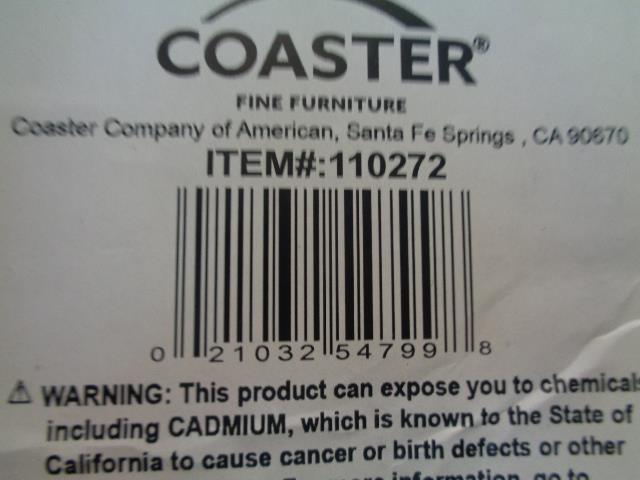 COASTER®
FINE FURNITURE
Coaster Company of American, Santa Fe Springs , CA 90670
ITEM#:110272
0 21032 54799 8
⚠ WARNING: This product can expose you to chemicals
including CADMIUM, which is known to the State of
California to cause cancer or birth defects or other
information, go to